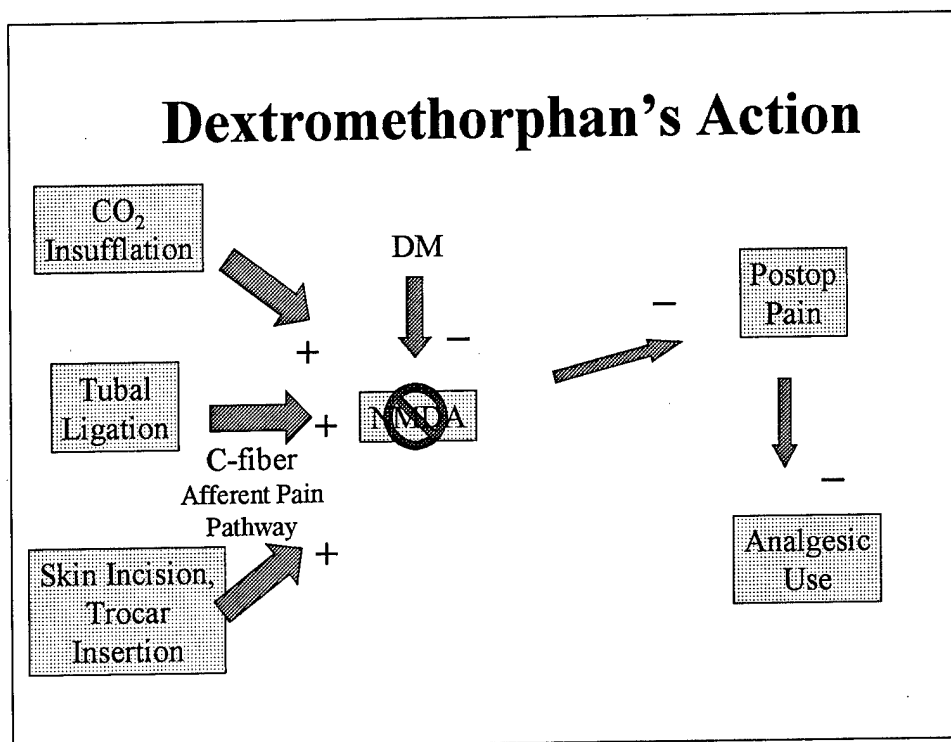 Dextromethorphan's Action
CO₂
Insufflation
DM
Postop
Pain
−
−
+
Tubal
Ligation
+
NMDA
C-fiber
Afferent Pain
Pathway
−
+
Skin Incision,
Trocar
Insertion
Analgesic
Use